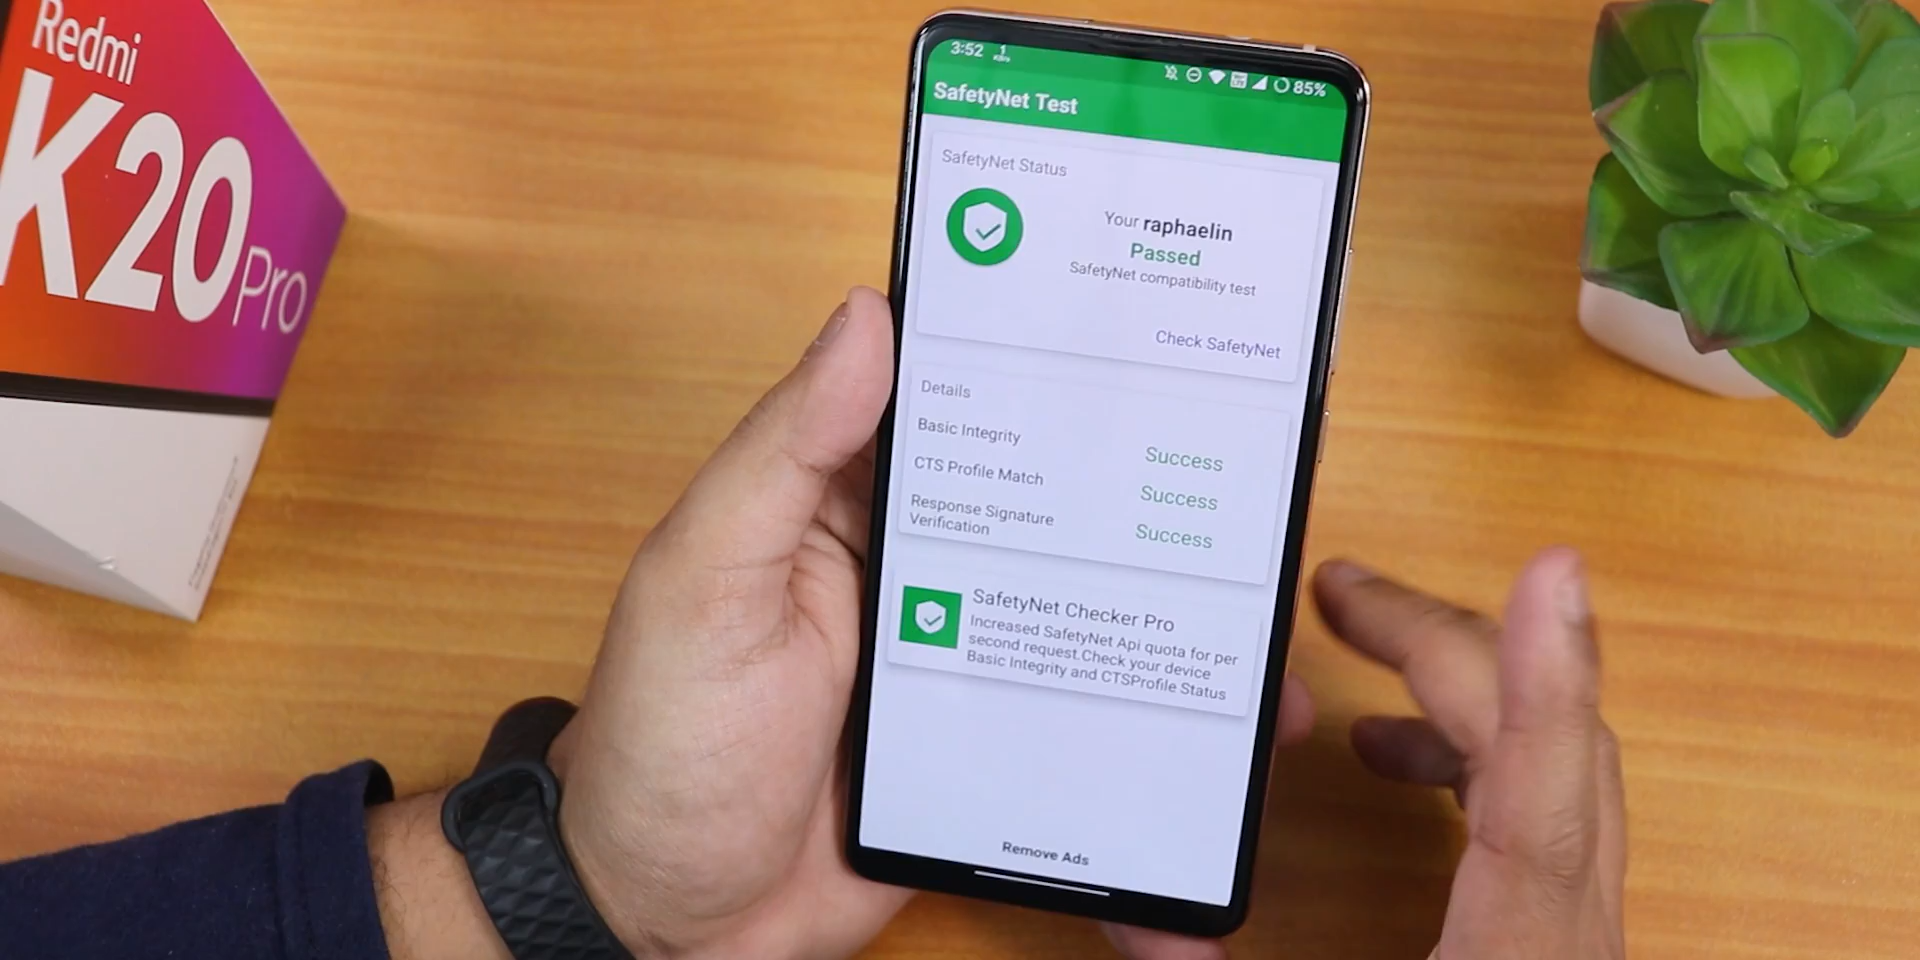 Redmi
K20 Pro
3:52
85%
SafetyNet Test
SafetyNet Status
Your raphaelin
Passed
SafetyNet compatibility test
Check SafetyNet
Details
Basic Integrity Success
CTS Profile Match Success
Response Signature
Verification
Success
SafetyNet Checker Pro
Increased SafetyNet Api quota for per
second request.Check your device
Basic Integrity and CTSProfile Status
Remove Ads